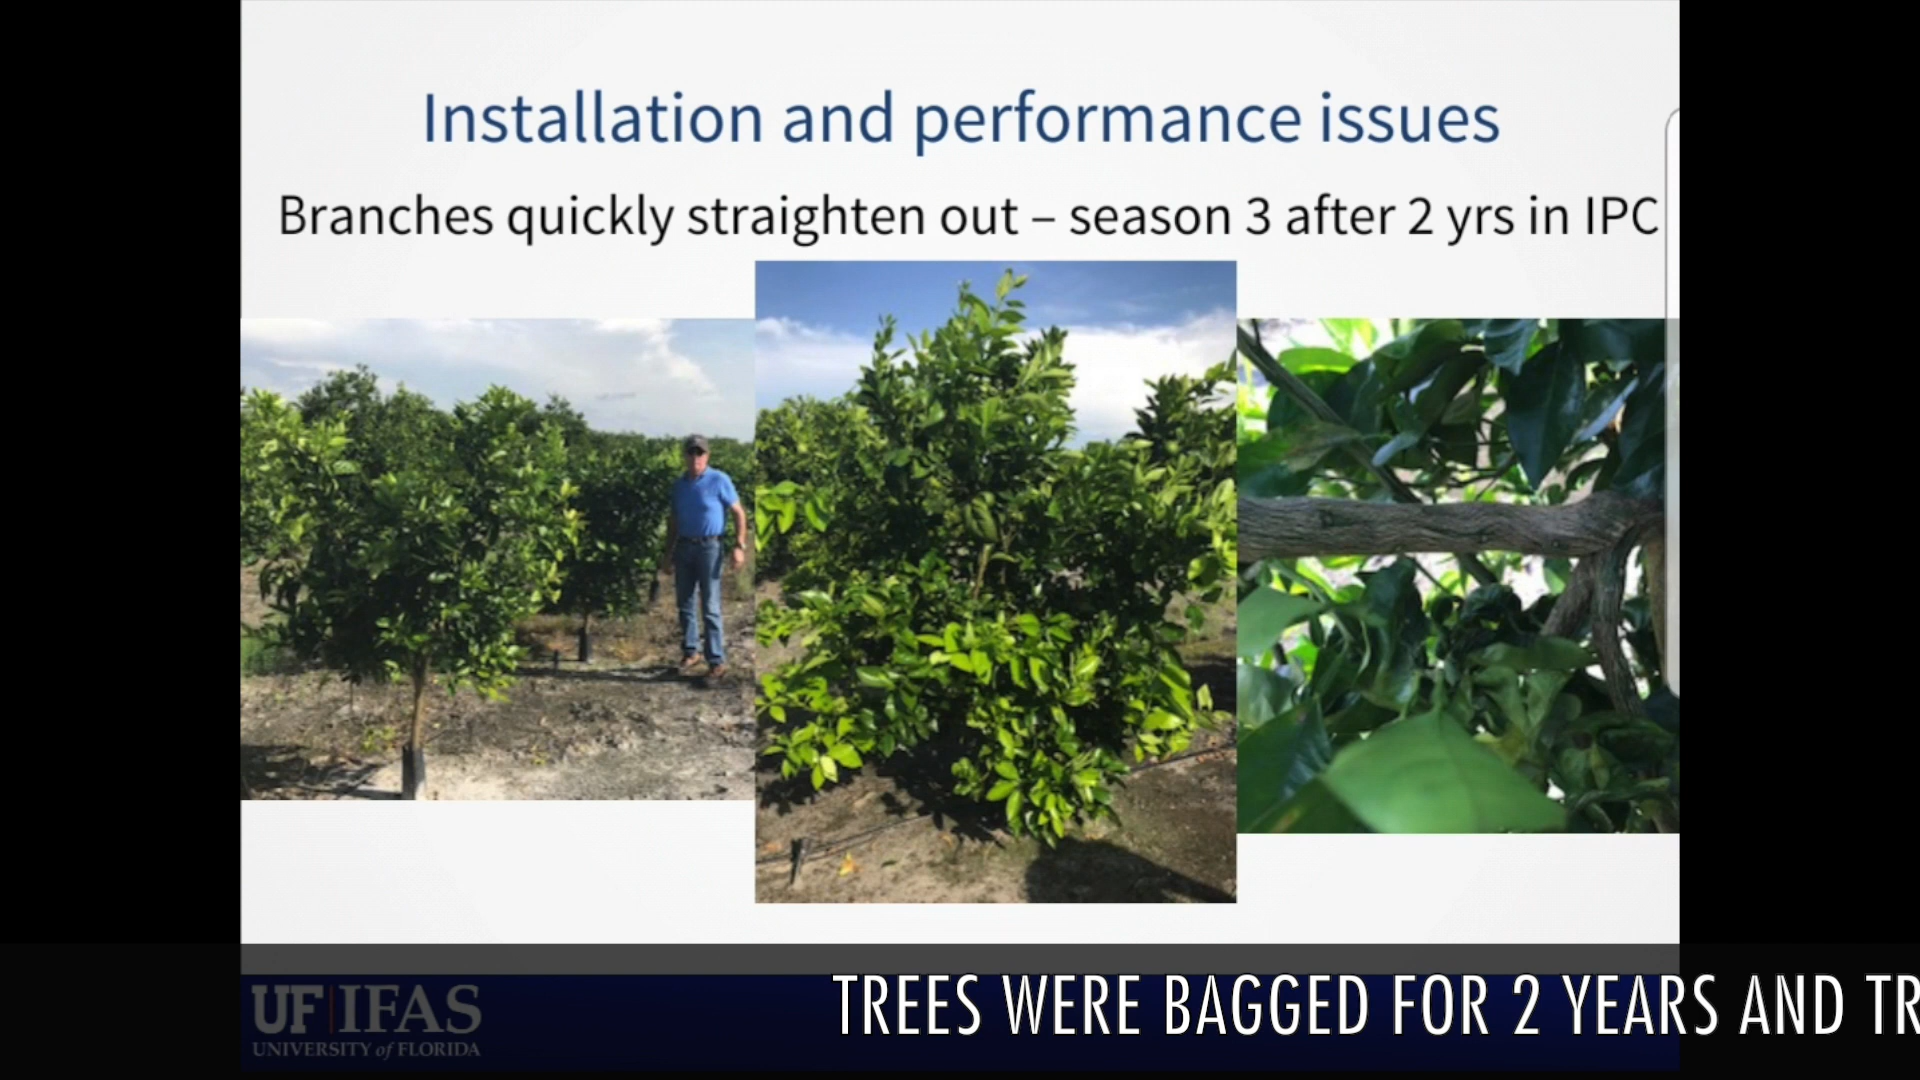 Installation and performance issues
Branches quickly straighten out – season 3 after 2 yrs in IPC
UF|IFAS
UNIVERSITY of FLORIDA
TREES WERE BAGGED FOR 2 YEARS AND TR